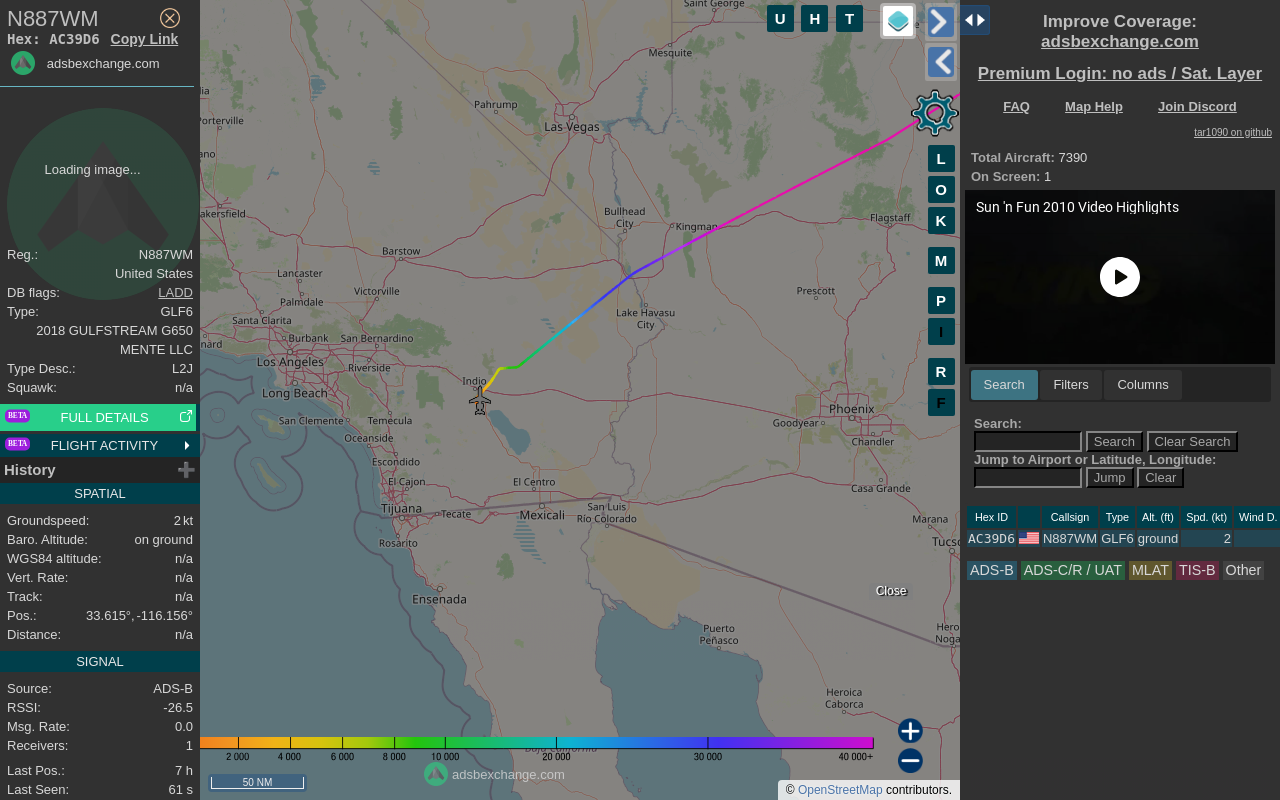 N887WM
Hex: AC39D6 Copy Link
adsbexchange.com
Loading image...
Reg.: N887WM
United States
DB flags: LADD
Type: GLF6
2018 GULFSTREAM G650
MENTE LLC
Type Desc.: L2J
Squawk: n/a
BETA FULL DETAILS
BETA FLIGHT ACTIVITY
History
SPATIAL
Groundspeed: 2 kt
Baro. Altitude: on ground
WGS84 altitude: n/a
Vert. Rate: n/a
Track: n/a
Pos.: 33.615°, -116.156°
Distance: n/a
SIGNAL
Source: ADS-B
RSSI: -26.5
Msg. Rate: 0.0
Receivers: 1
Last Pos.: 7 h
Last Seen: 61 s
Saint George
U H T
Mesquite
Pahrump
Las Vegas
Porterville
Bullhead
City
Kingman
Flagstaff
Barstow
Lancaster
Victorville
Palmdale
Prescott
Santa Clarita
Lake Havasu
City
Burbank
San Bernardino
Los Angeles
Riverside
Indio
Long Beach
Phoenix
San Clemente
Temecula
Goodyear
Oceanside
Chandler
Escondido
El Cajon
El Centro
Casa Grande
Tijuana
Tecate
Mexicali
San Luis
Río Colorado
Marana
Rosarito
Ensenada
Close
Puerto
Peñasco
Heroica
Caborca
L
O
K
M
P
I
R
F
2 000 4 000 6 000 8 000 10 000 20 000 30 000 40 000+
adsbexchange.com
50 NM
© OpenStreetMap contributors.
Improve Coverage:
adsbexchange.com
Premium Login: no ads / Sat. Layer
FAQ Map Help Join Discord
tar1090 on github
Total Aircraft: 7390
On Screen: 1
Sun 'n Fun 2010 Video Highlights
Search Filters Columns
Search:
Search Clear Search
Jump to Airport or Latitude, Longitude:
Jump Clear
Hex ID Callsign Type Alt. (ft) Spd. (kt) Wind D.
AC39D6 N887WM GLF6 ground 2
ADS-B ADS-C/R / UAT MLAT TIS-B Other